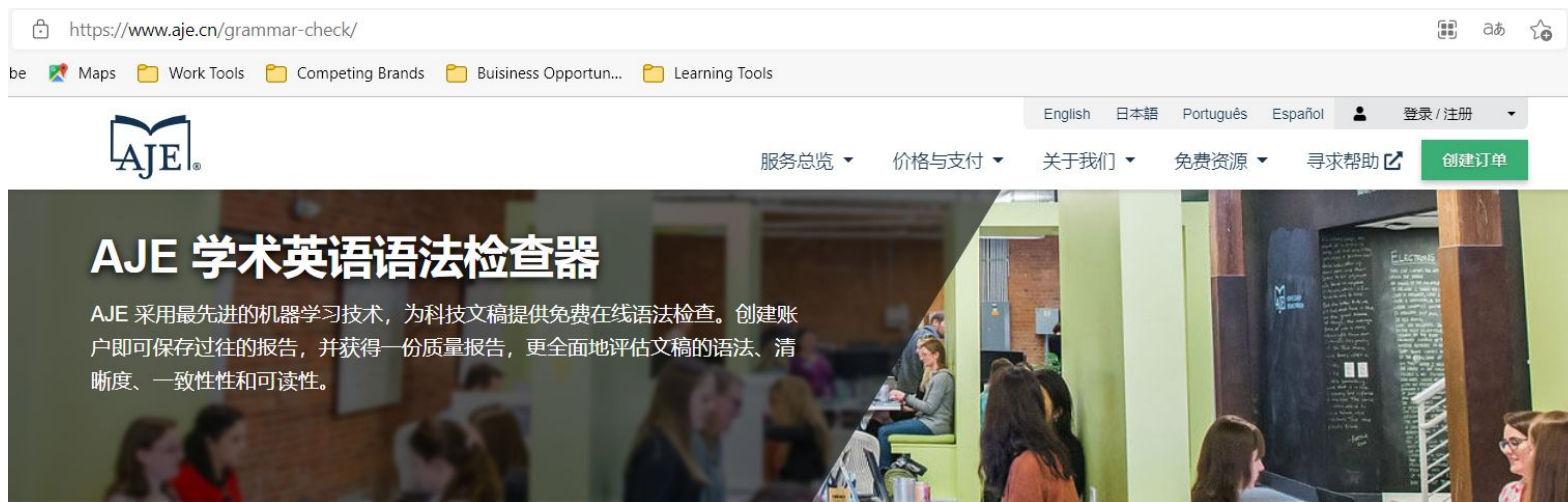 https://www.aje.cn/grammar-check/
be Maps Work Tools Competing Brands Buisiness Opportun... Learning Tools
English 日本語 Português Español 登录 / 注册
AJE®
服务总览 价格与支付 关于我们 免费资源 寻求帮助 创建订单
AJE 学术英语语法检查器
AJE 采用最先进的机器学习技术，为科技文稿提供免费在线语法检查。创建账
户即可保存过往的报告，并获得一份质量报告，更全面地评估文稿的语法、清
晰度、一致性性和可读性。